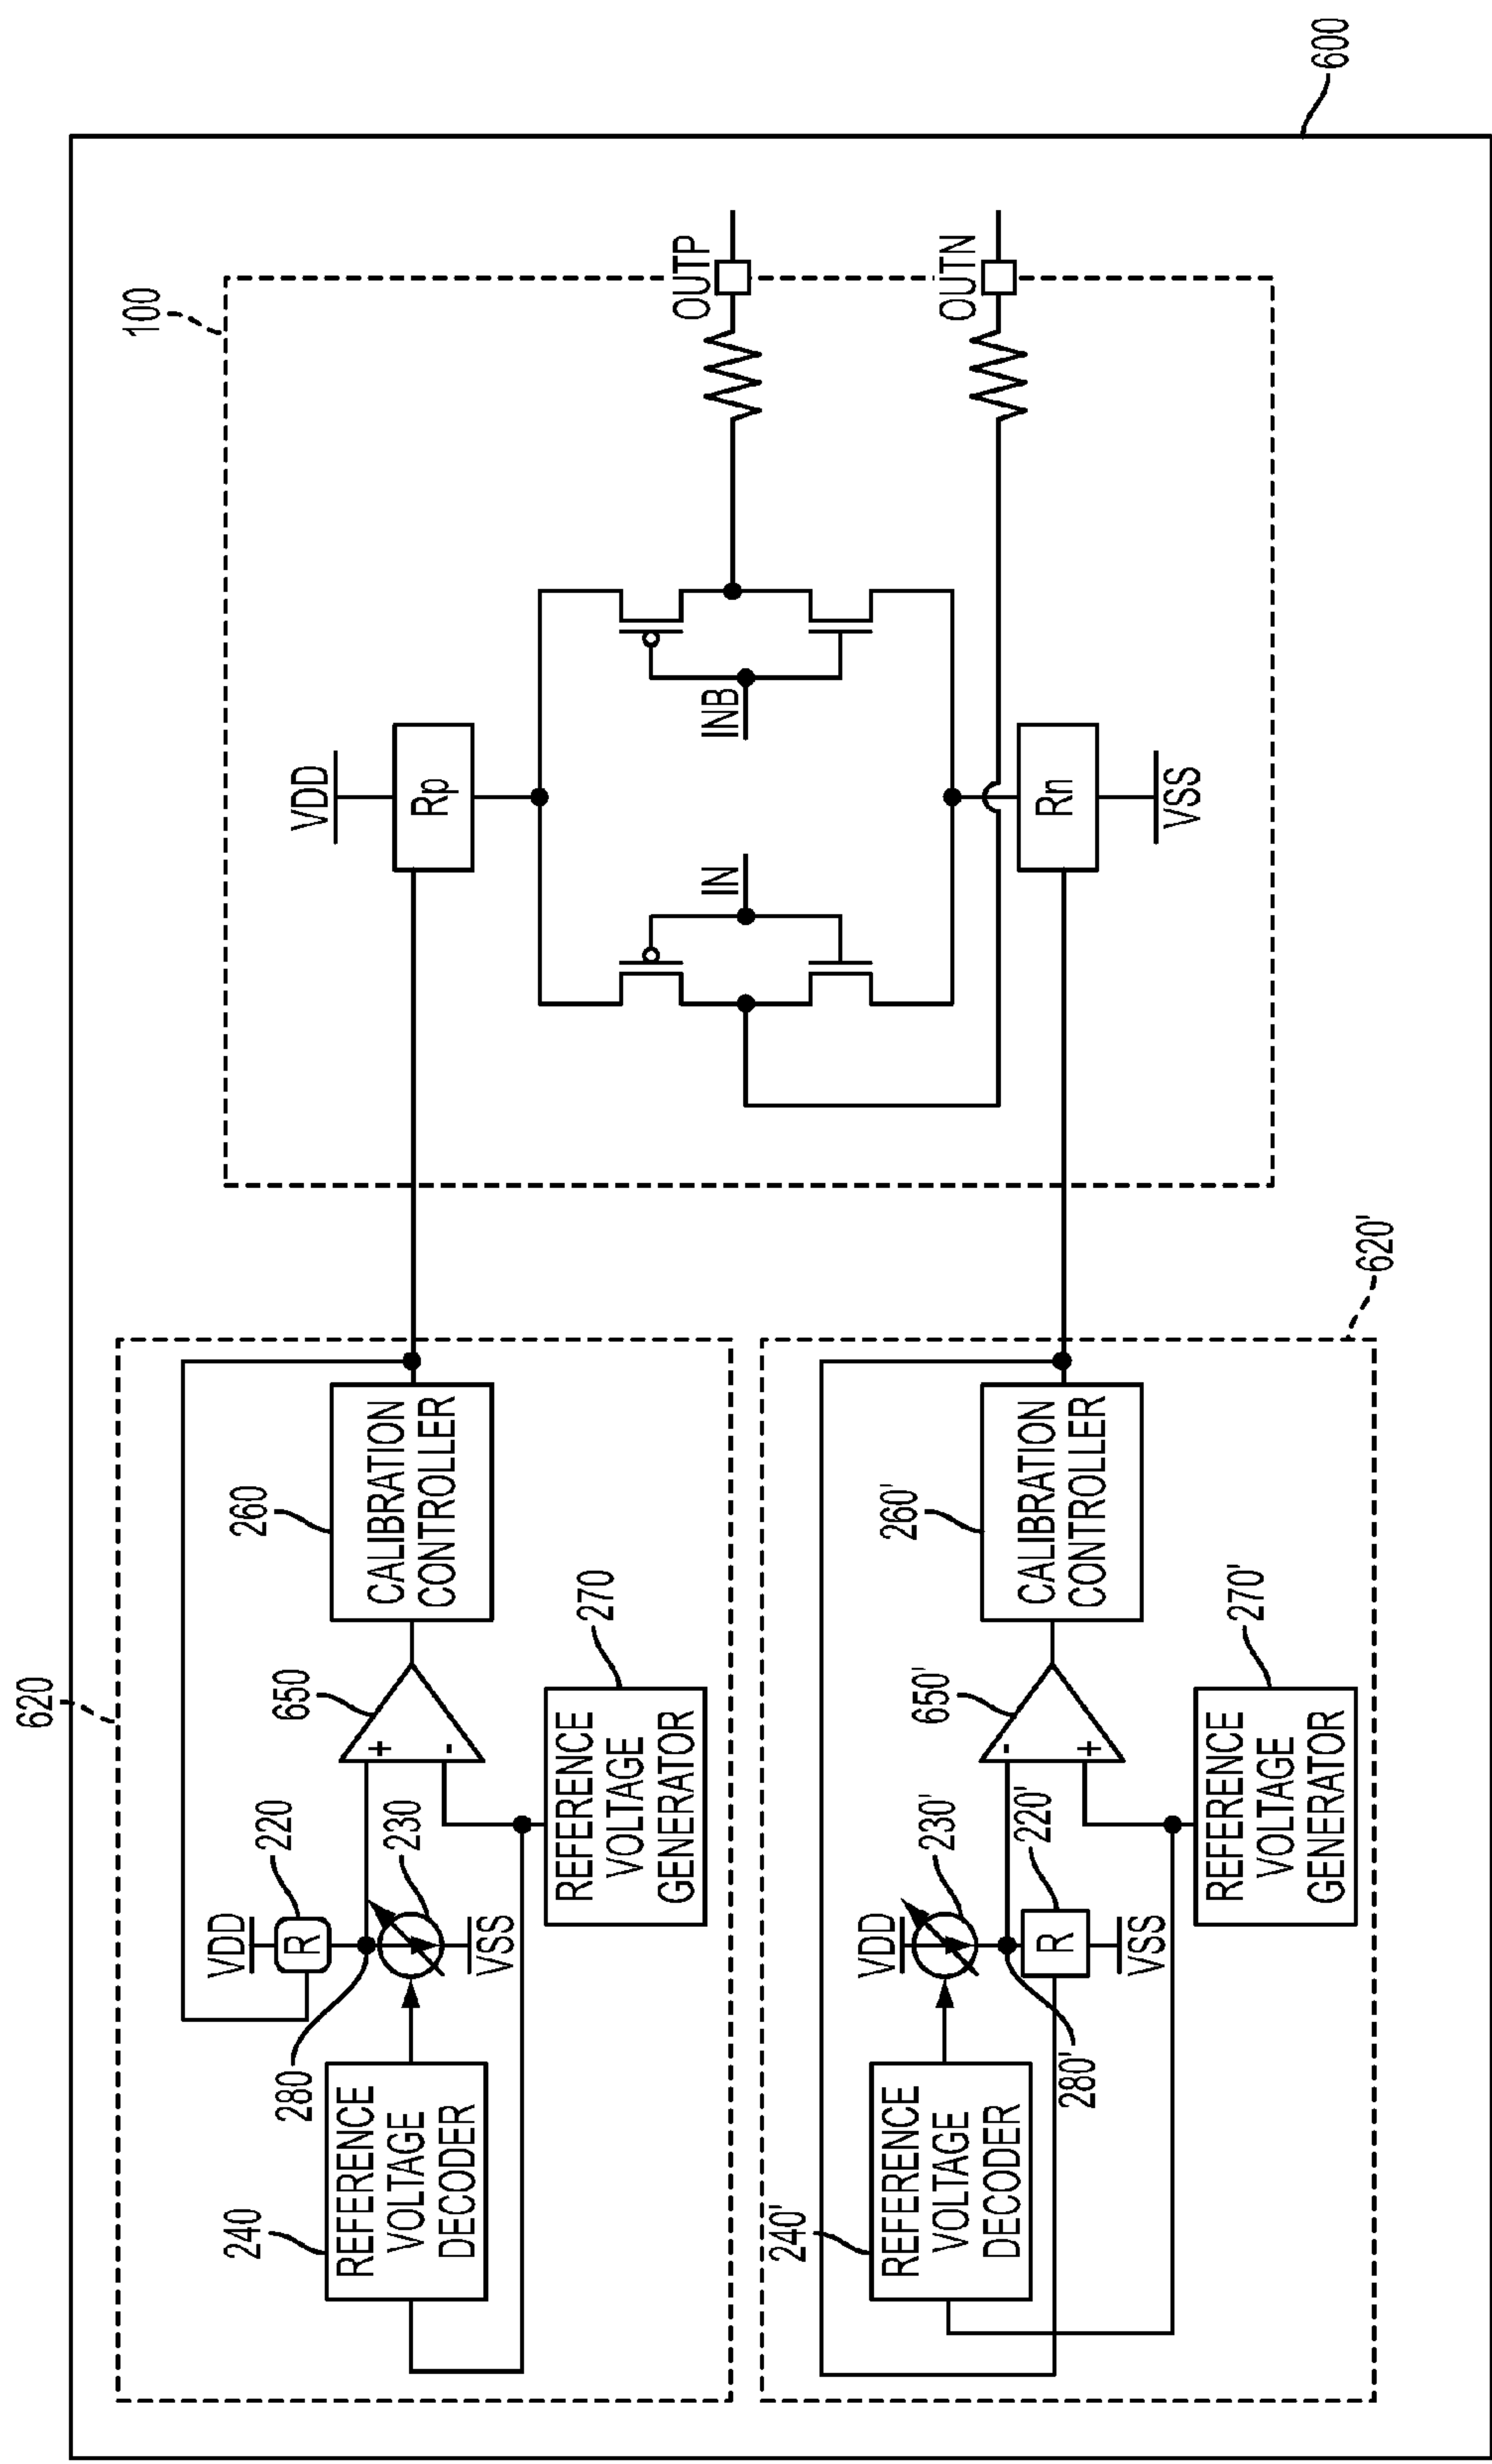 600
100
OUTP
OUTN
VDD
Rp
INB
IN
Rn
VSS
620
620'
260
CALIBRATION
CONTROLLER
650
+
-
270
REFERENCE
VOLTAGE
GENERATOR
220
VDD
R
230
VSS
280
240
REFERENCE
VOLTAGE
DECODER
260'
CALIBRATION
CONTROLLER
650'
-
+
270'
REFERENCE
VOLTAGE
GENERATOR
230'
220'
VDD
R
VSS
280'
240'
REFERENCE
VOLTAGE
DECODER